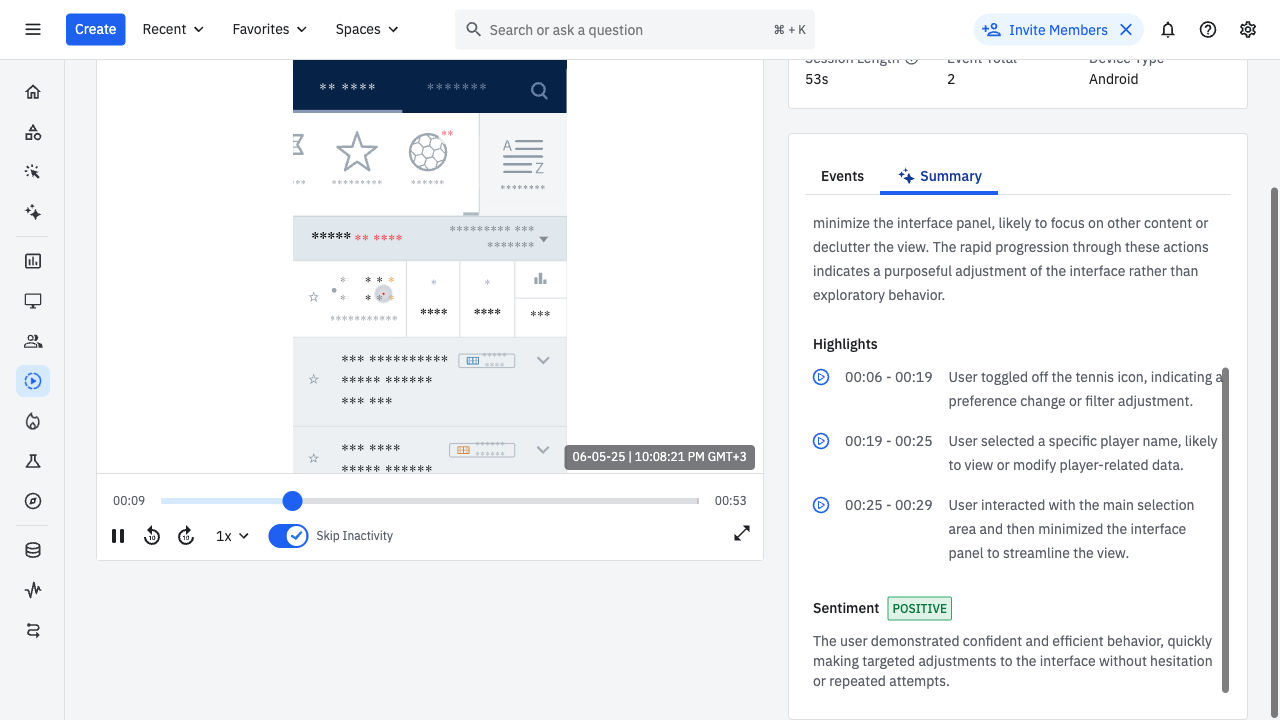 Create
Recent
Favorites
Spaces
Search or ask a question
⌘ + K
Invite Members
Session Length
Event Total
Device Type
53s
2
Android
** ****
*******
**
A
Z
***
*********
******
********
***** ** ****
********* ***
*******
* * * *
* * * *
***********
*
****
*
****
***
*** **********
***** ******
*** ***
***** ****
*** ****
***** ******
****** ******
06-05-25 | 10:08:21 PM GMT+3
00:09
00:53
10
10
1x
Skip Inactivity
Events
Summary
minimize the interface panel, likely to focus on other content or
declutter the view. The rapid progression through these actions
indicates a purposeful adjustment of the interface rather than
exploratory behavior.
Highlights
00:06 - 00:19
User toggled off the tennis icon, indicating a
preference change or filter adjustment.
00:19 - 00:25
User selected a specific player name, likely
to view or modify player-related data.
00:25 - 00:29
User interacted with the main selection
area and then minimized the interface
panel to streamline the view.
Sentiment POSITIVE
The user demonstrated confident and efficient behavior, quickly
making targeted adjustments to the interface without hesitation
or repeated attempts.